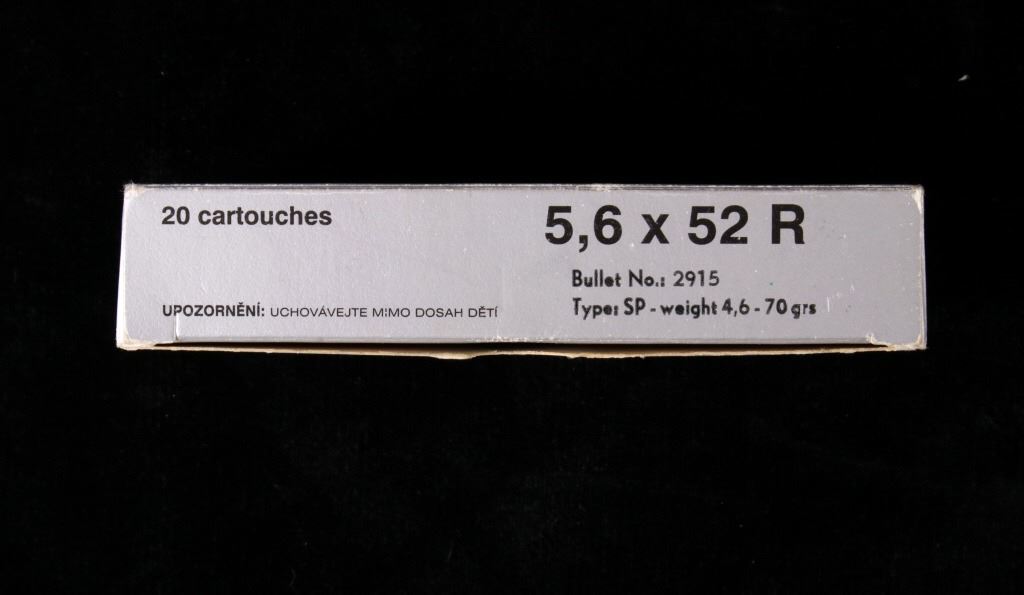 20 cartouches
5,6 x 52 R
Bullet No.: 2915
Type: SP - weight 4,6 - 70 grs
UPOZORNĚNÍ: UCHOVÁVEJTE MIMO DOSAH DĚTÍ